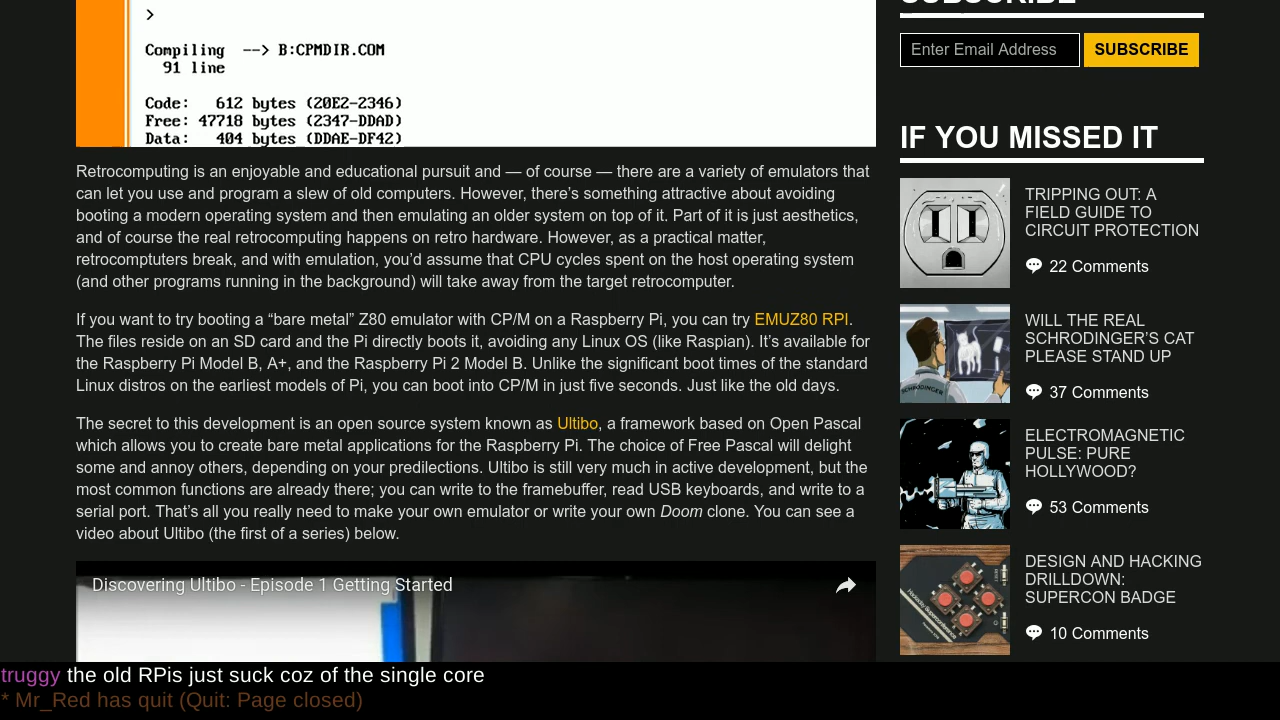 >
Compiling --> B:CPMDIR.COM
91 line
Code: 612 bytes (20E2-2346)
Free: 47718 bytes (2347-DDAD)
Data: 404 bytes (DDAE-DF42)
Retrocomputing is an enjoyable and educational pursuit and — of course — there are a variety of emulators that
can let you use and program a slew of old computers. However, there's something attractive about avoiding
booting a modern operating system and then emulating an older system on top of it. Part of it is just aesthetics,
and of course the real retrocomputing happens on retro hardware. However, as a practical matter,
retrocomptuters break, and with emulation, you'd assume that CPU cycles spent on the host operating system
(and other programs running in the background) will take away from the target retrocomputer.
If you want to try booting a “bare metal” Z80 emulator with CP/M on a Raspberry Pi, you can try EMUZ80 RPI.
The files reside on an SD card and the Pi directly boots it, avoiding any Linux OS (like Raspian). It's available for
the Raspberry Pi Model B, A+, and the Raspberry Pi 2 Model B. Unlike the significant boot times of the standard
Linux distros on the earliest models of Pi, you can boot into CP/M in just five seconds. Just like the old days.
The secret to this development is an open source system known as Ultibo, a framework based on Open Pascal
which allows you to create bare metal applications for the Raspberry Pi. The choice of Free Pascal will delight
some and annoy others, depending on your predilections. Ultibo is still very much in active development, but the
most common functions are already there; you can write to the framebuffer, read USB keyboards, and write to a
serial port. That's all you really need to make your own emulator or write your own Doom clone. You can see a
video about Ultibo (the first of a series) below.
Discovering Ultibo - Episode 1 Getting Started
SUBSCRIBE
Enter Email Address SUBSCRIBE
IF YOU MISSED IT
TRIPPING OUT: A
FIELD GUIDE TO
CIRCUIT PROTECTION
22 Comments
SCHRODINGER
WILL THE REAL
SCHRODINGER'S CAT
PLEASE STAND UP
37 Comments
ELECTROMAGNETIC
PULSE: PURE
HOLLYWOOD?
53 Comments
DESIGN AND HACKING
DRILLDOWN:
SUPERCON BADGE
10 Comments
truggy the old RPis just suck coz of the single core
* Mr_Red has quit (Quit: Page closed)